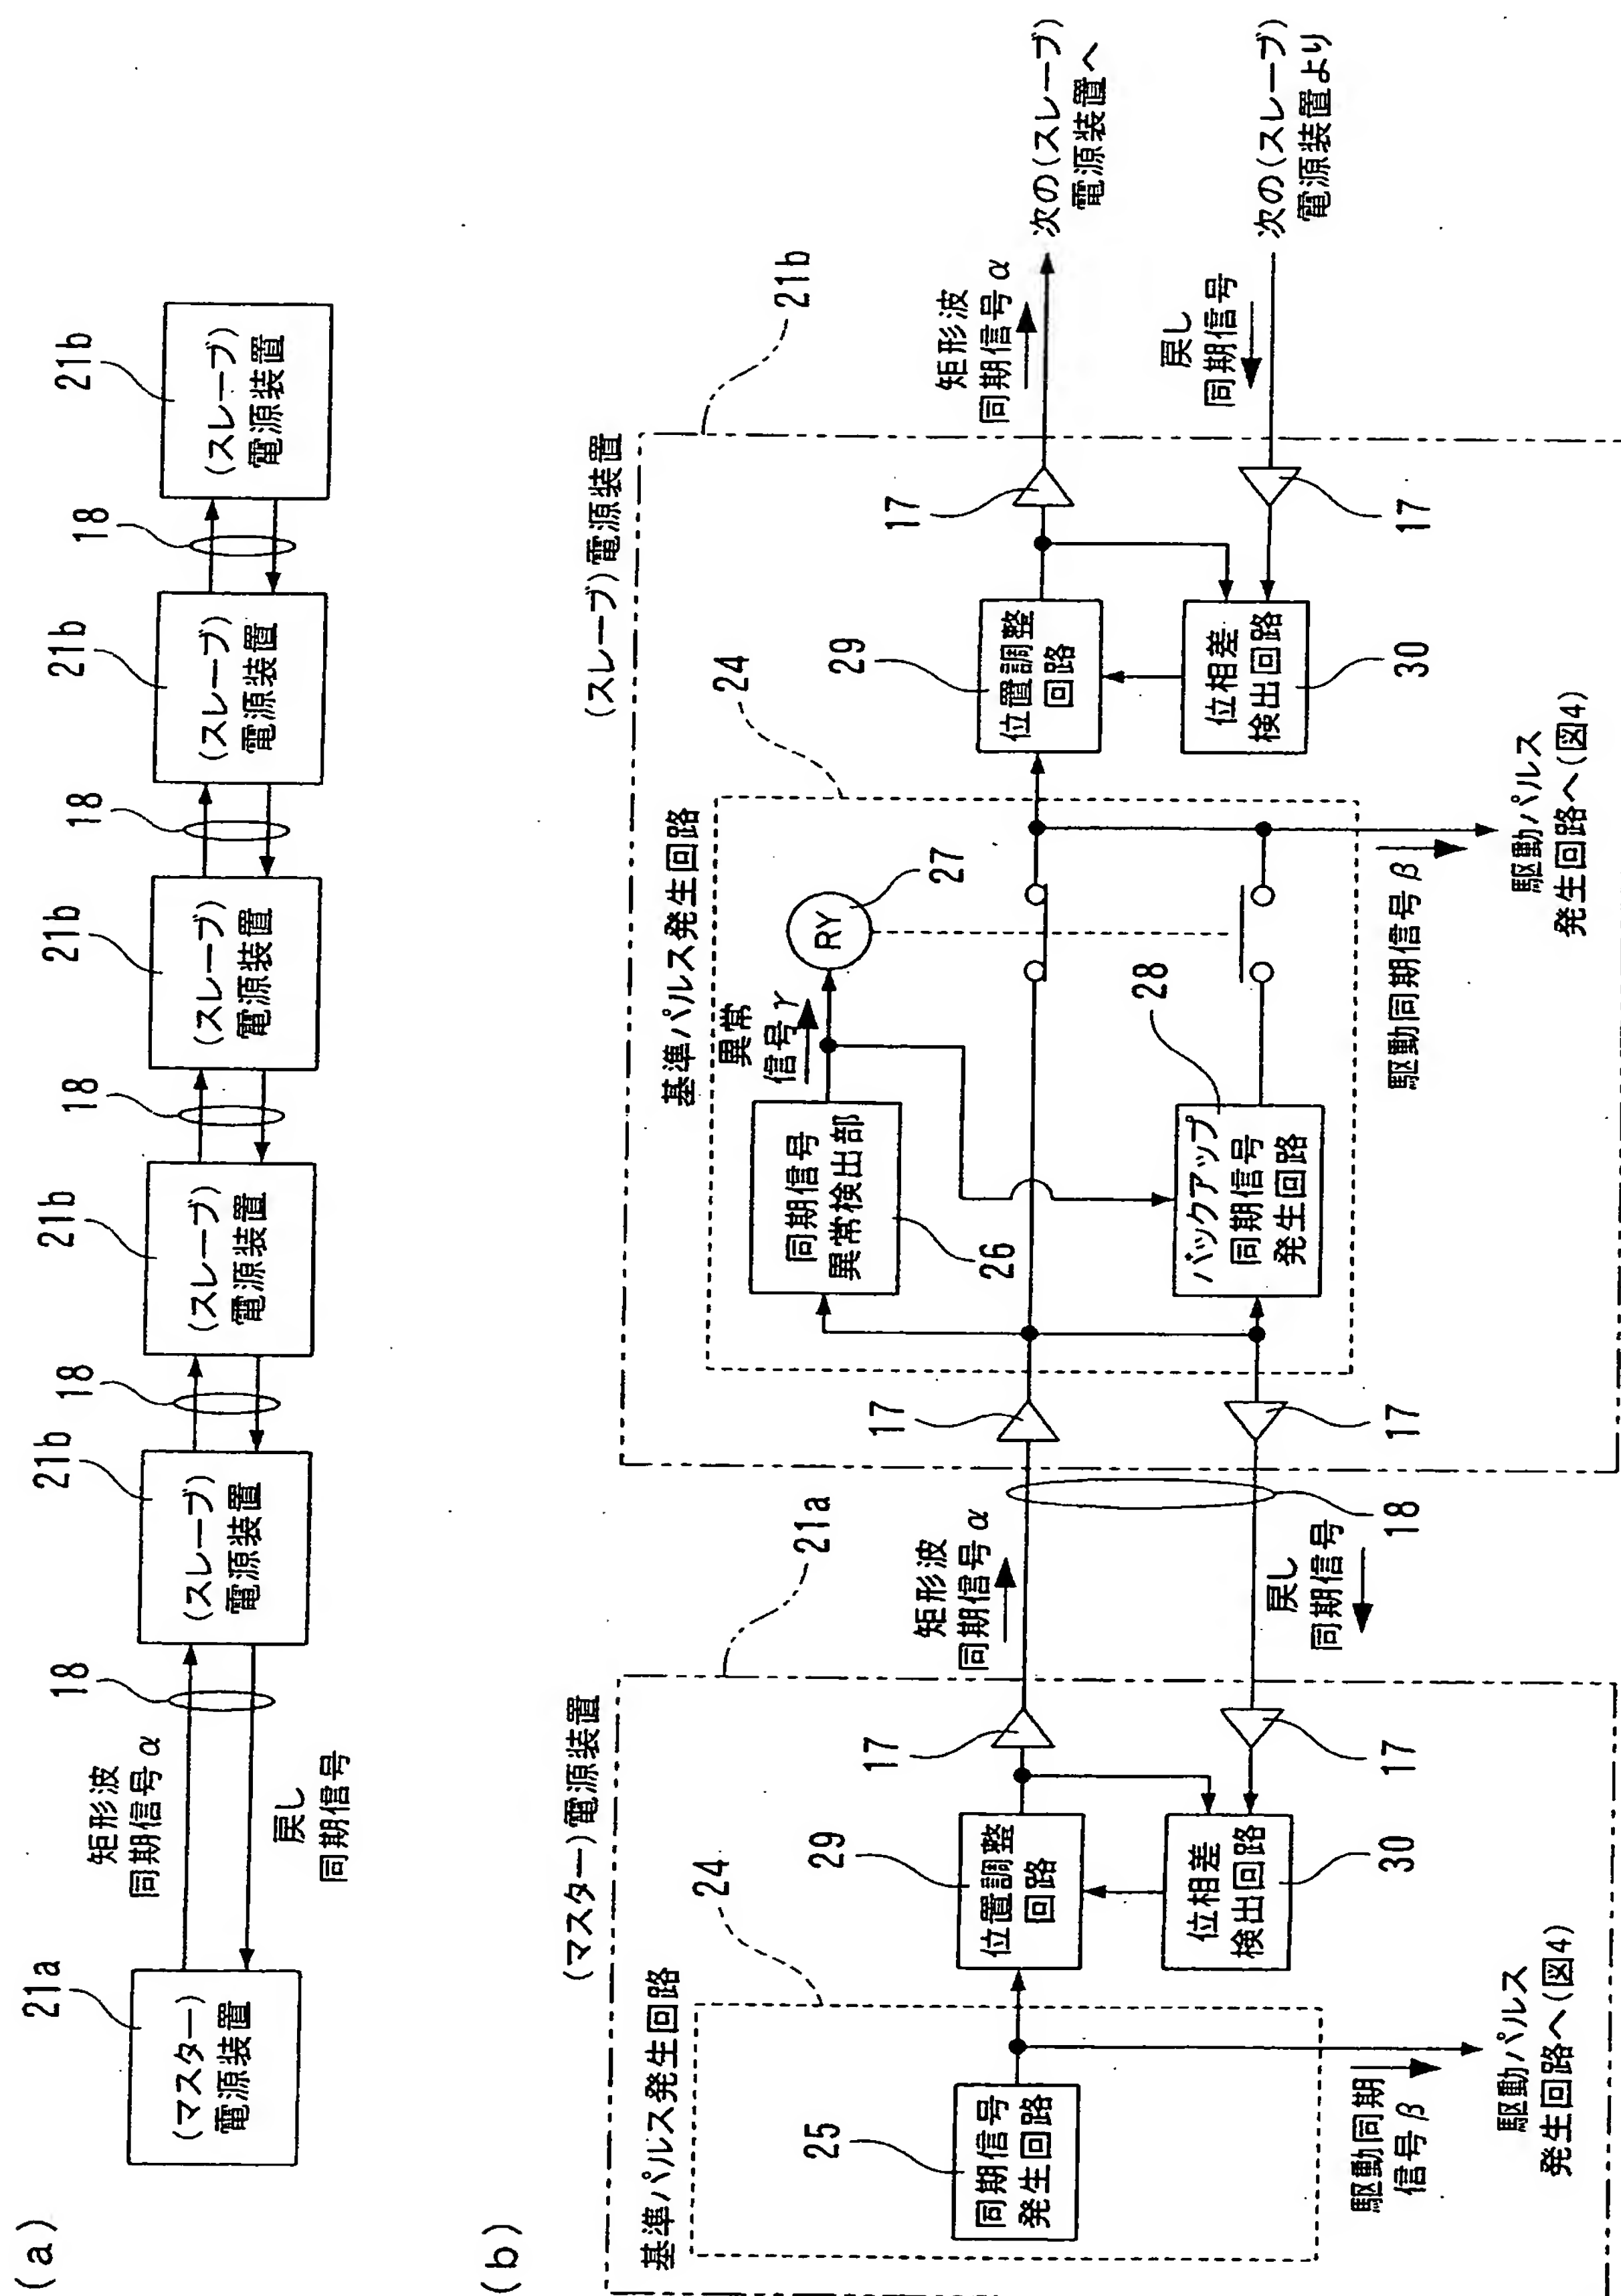 (a)
21a
(マスター)
電源装置
矩形波
同期信号α
戻し
同期信号
18
21b
(スレーブ)
電源装置
18
21b
(スレーブ)
電源装置
18
21b
(スレーブ)
電源装置
18
21b
(スレーブ)
電源装置
18
21b
(スレーブ)
電源装置
(b)
(マスター)電源装置
21a
基準パルス発生回路
24
25
同期信号
発生回路
29
位置調整
回路
17
位相差
検出回路
30
17
駆動同期
信号β
駆動パルス
発生回路へ(図4)
矩形波
同期信号α
戻し
同期信号
18
(スレーブ)電源装置
21b
基準パルス発生回路
24
17
17
同期信号
異常検出部
26
異常
信号γ
RY
27
28
バックアップ
同期信号
発生回路
駆動同期信号β
駆動パルス
発生回路へ(図4)
29
位置調整
回路
位相差
検出回路
30
17
17
矩形波
同期信号α
戻し
同期信号
次の(スレーブ)
電源装置へ
次の(スレーブ)
電源装置より